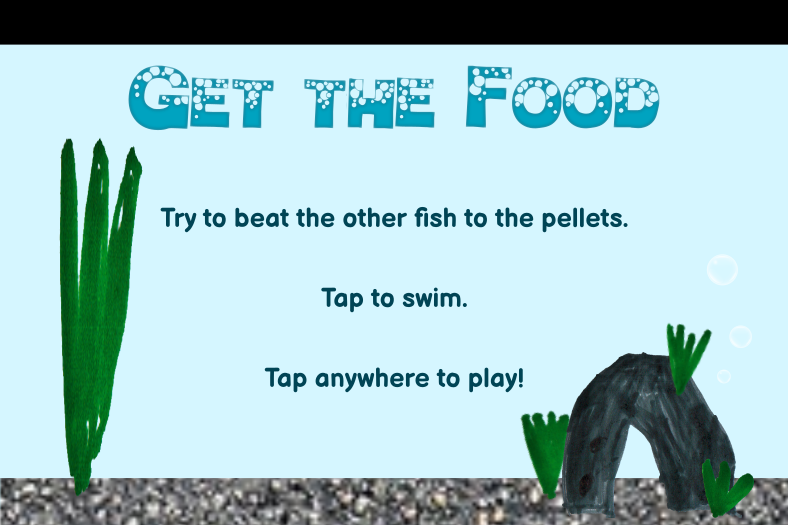 Get the Food
Try to beat the other fish to the pellets.
Tap to swim.
Tap anywhere to play!